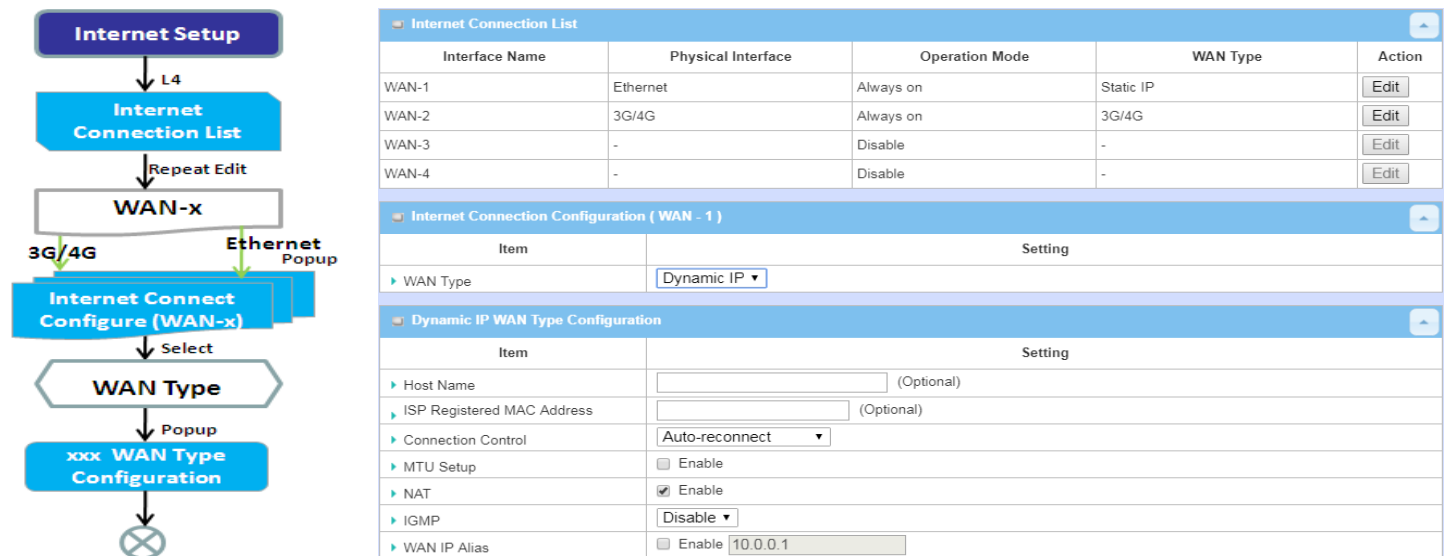 Internet Setup
L4
Internet
Connection List
Repeat Edit
WAN-x
3G/4G
Ethernet
Popup
Internet Connect
Configure (WAN-x)
Select
WAN Type
Popup
xxx WAN Type
Configuration
Internet Connection List
Interface Name Physical Interface Operation Mode WAN Type Action
WAN-1 Ethernet Always on Static IP Edit
WAN-2 3G/4G Always on 3G/4G Edit
WAN-3 - Disable - Edit
WAN-4 - Disable - Edit
Internet Connection Configuration ( WAN - 1 )
Item Setting
WAN Type Dynamic IP
Dynamic IP WAN Type Configuration
Item Setting
Host Name (Optional)
ISP Registered MAC Address (Optional)
Connection Control Auto-reconnect
MTU Setup Enable
NAT Enable
IGMP Disable
WAN IP Alias Enable 10.0.0.1